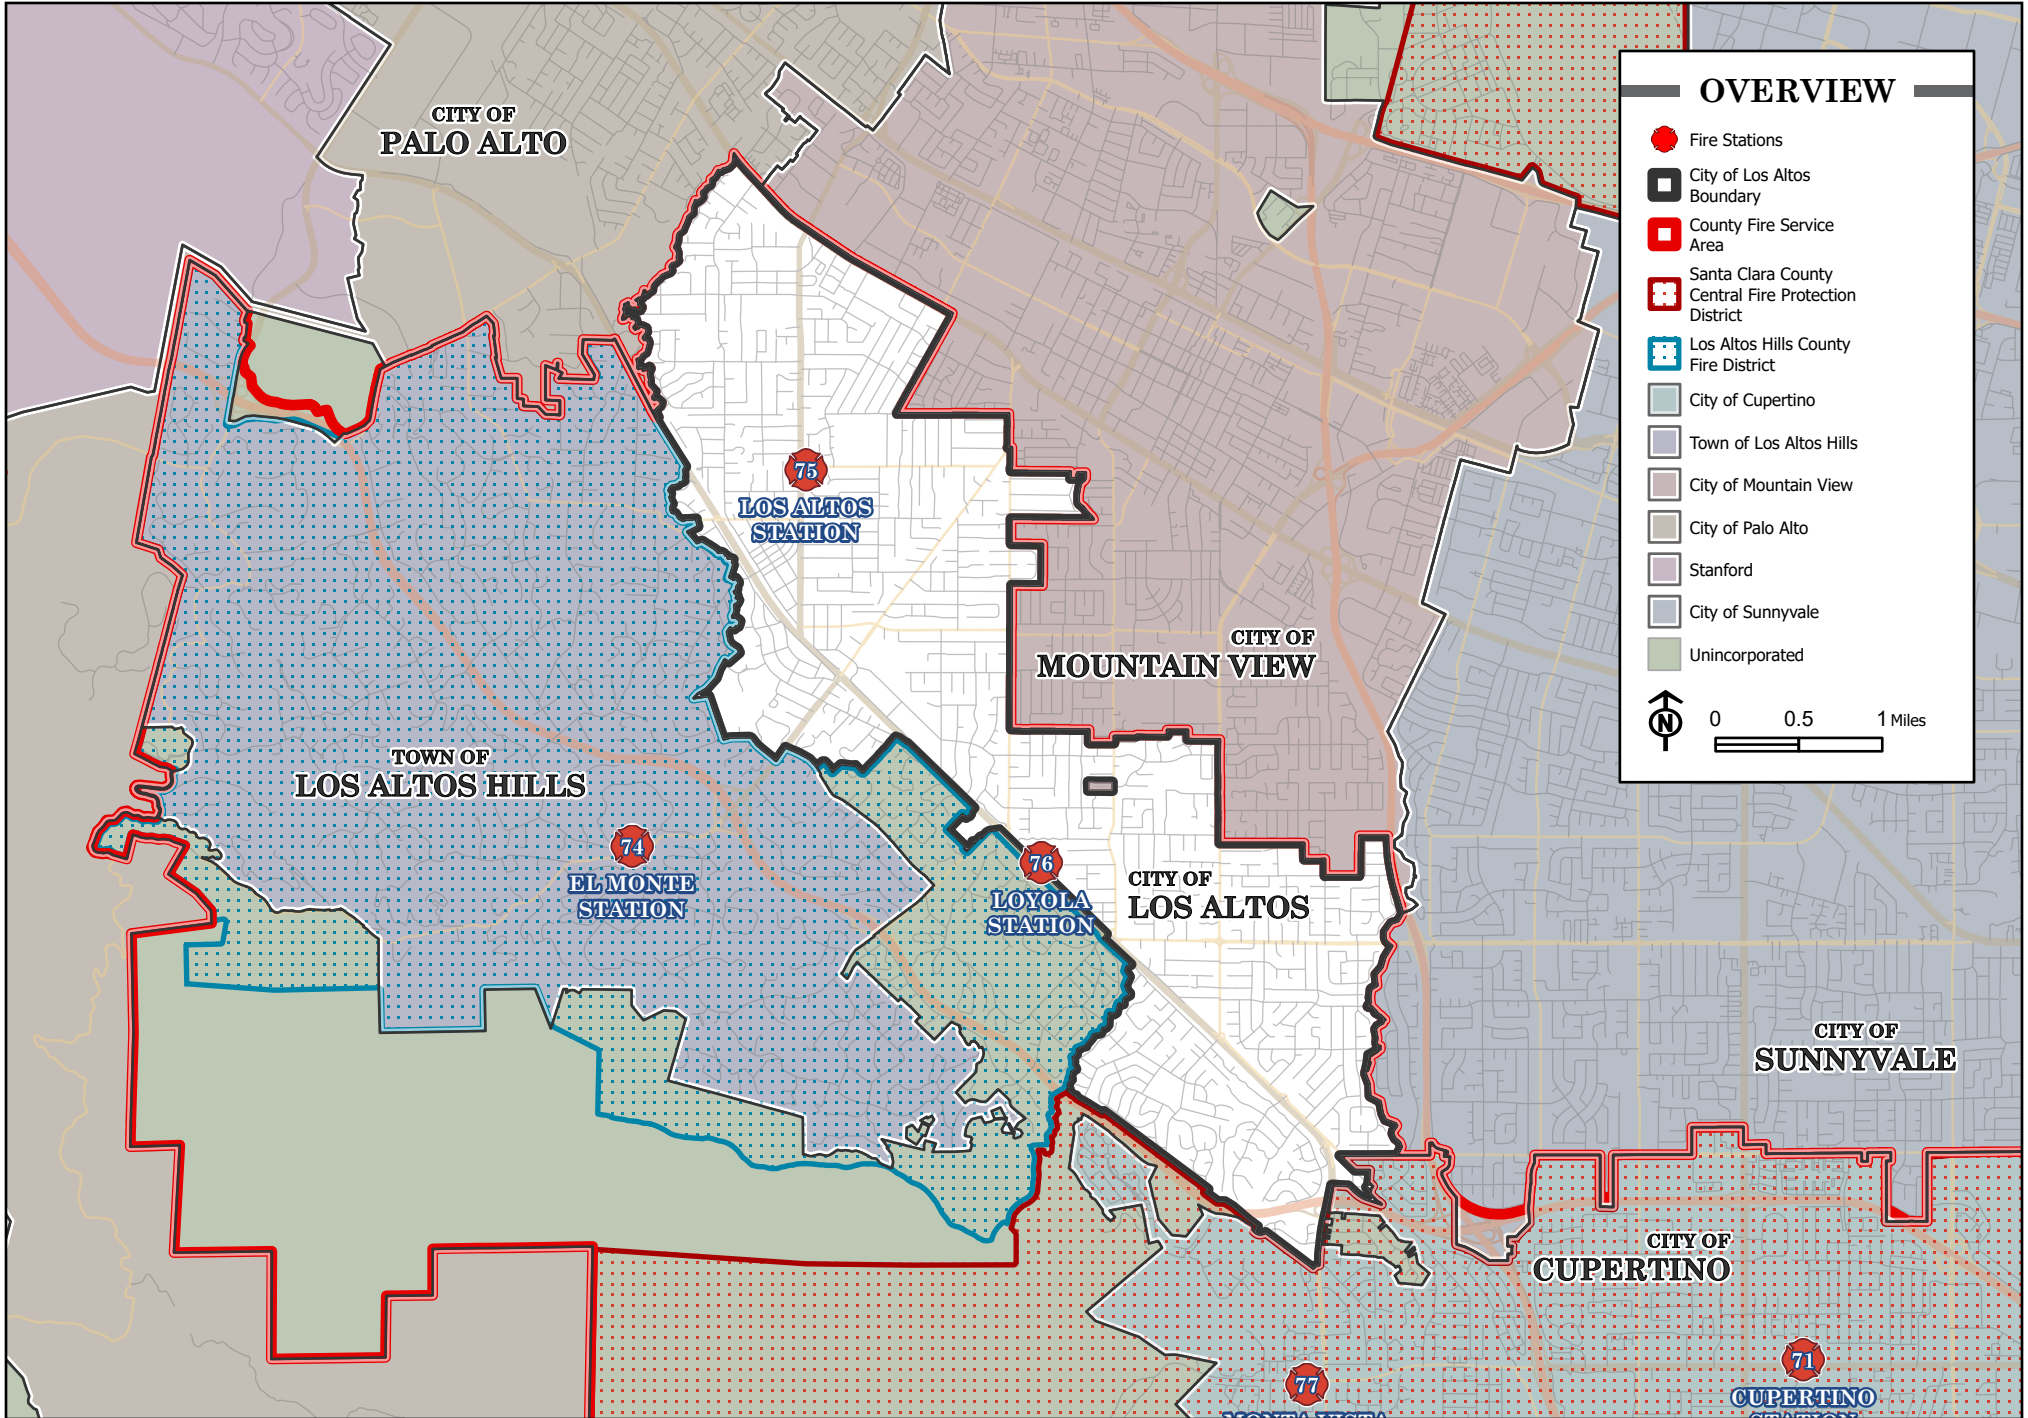 CITY OF
PALO ALTO
75
LOS ALTOS
STATION
CITY OF
MOUNTAIN VIEW
TOWN OF
LOS ALTOS HILLS
74
EL MONTE
STATION
76
LOYOLA
STATION
CITY OF
LOS ALTOS
CITY OF
SUNNYVALE
CITY OF
CUPERTINO
77
MONTA VISTA
71
CUPERTINO
STATION
OVERVIEW
Fire Stations
City of Los Altos
Boundary
County Fire Service
Area
Santa Clara County
Central Fire Protection
District
Los Altos Hills County
Fire District
City of Cupertino
Town of Los Altos Hills
City of Mountain View
City of Palo Alto
Stanford
City of Sunnyvale
Unincorporated
N
0 0.5 1 Miles